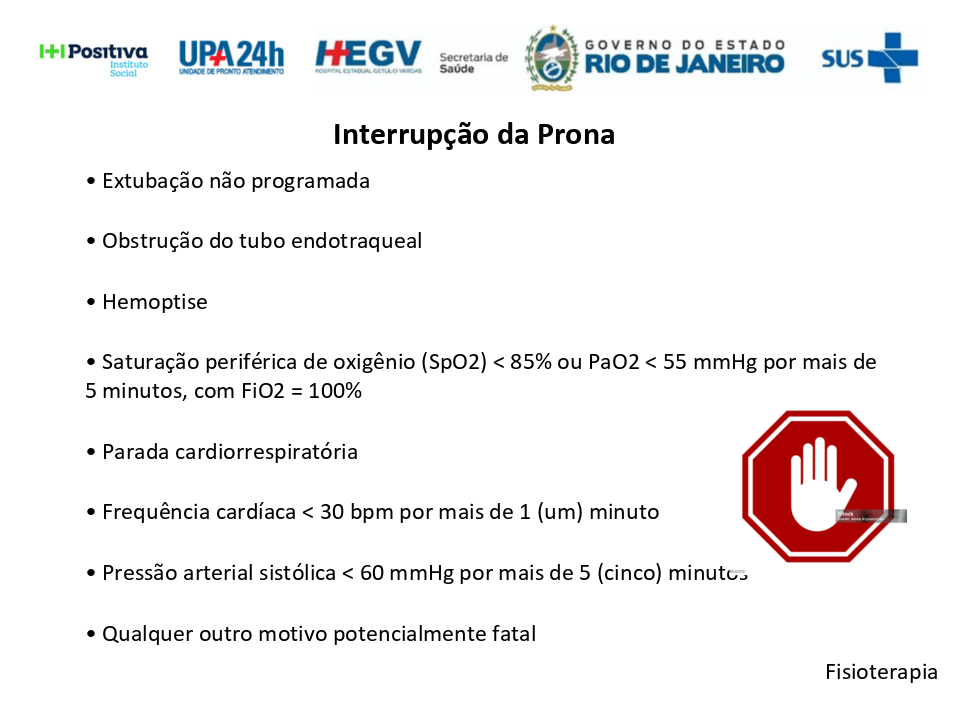 Positiva
Instituto
Social
UPA 24h
UNIDADE DE PRONTO ATENDIMENTO
HEGV
HOSPITAL ESTADUAL GETULIO VARGAS
Secretaria de
Saúde
GOVERNO DO ESTADO
RIO DE JANEIRO
SUS
Interrupção da Prona
• Extubação não programada
• Obstrução do tubo endotraqueal
• Hemoptise
• Saturação periférica de oxigênio (SpO2) < 85% ou PaO2 < 55 mmHg por mais de
5 minutos, com FiO2 = 100%
• Parada cardiorrespiratória
• Frequência cardíaca < 30 bpm por mais de 1 (um) minuto
• Pressão arterial sistólica < 60 mmHg por mais de 5 (cinco) minutos
• Qualquer outro motivo potencialmente fatal
Fisioterapia